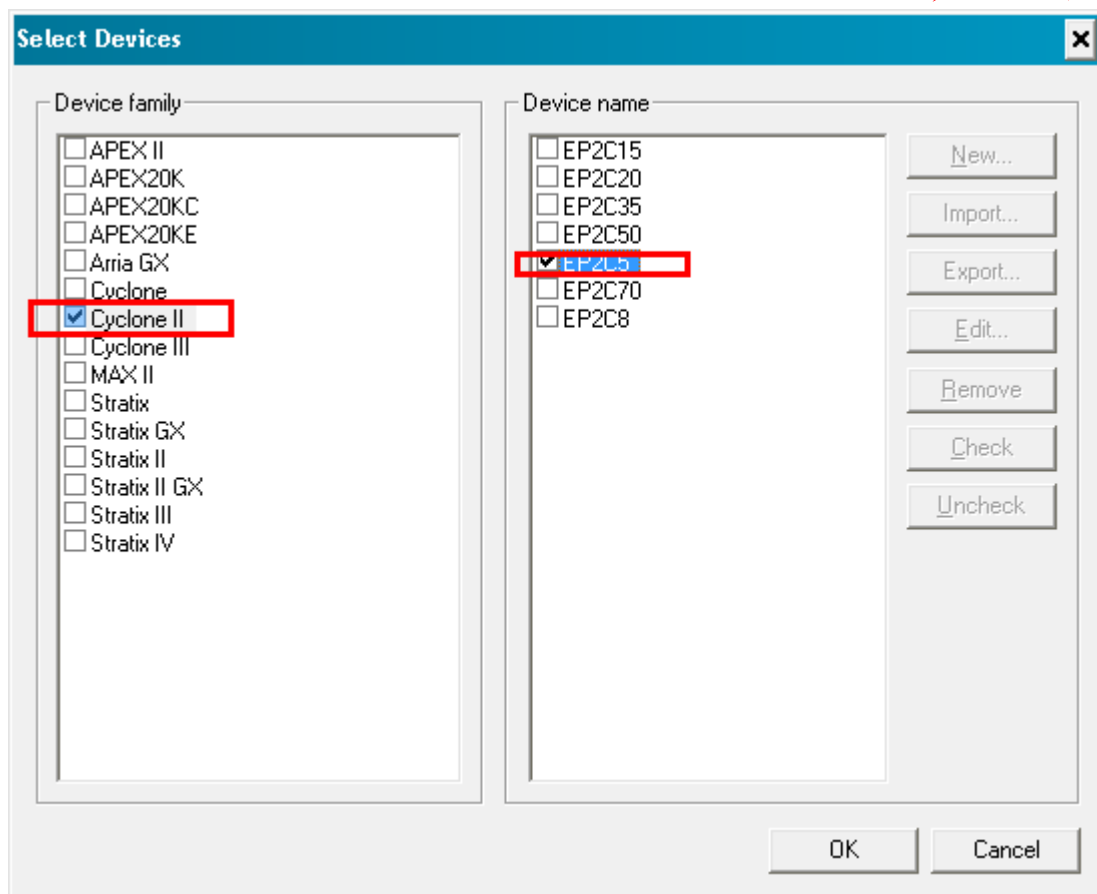 Select Devices
Device family
APEX II
APEX20K
APEX20KC
APEX20KE
Arria GX
Cyclone
Cyclone II
Cyclone III
MAX II
Stratix
Stratix GX
Stratix II
Stratix II GX
Stratix III
Stratix IV
Device name
EP2C15
EP2C20
EP2C35
EP2C50
EP2C5
EP2C70
EP2C8
New...
Import...
Export...
Edit...
Remove
Check
Uncheck
OK
Cancel